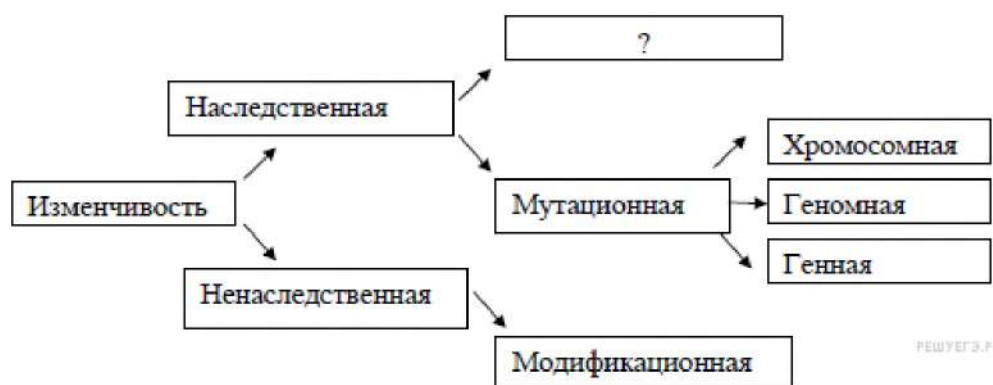 ?
Наследственная
Хромосомная
Изменчивость
Мутационная
Геномная
Генная
Ненаследственная
Модификационная
РЕШУЕГЭ.Р